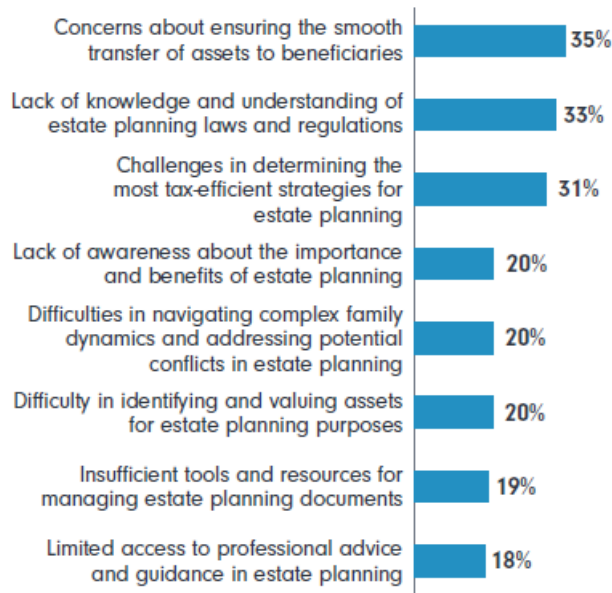 Concerns about ensuring the smooth
transfer of assets to beneficiaries
35%
Lack of knowledge and understanding of
estate planning laws and regulations
33%
Challenges in determining the
most tax-efficient strategies for
estate planning
31%
Lack of awareness about the importance
and benefits of estate planning
20%
Difficulties in navigating complex family
dynamics and addressing potential
conflicts in estate planning
20%
Difficulty in identifying and valuing assets
for estate planning purposes
20%
Insufficient tools and resources for
managing estate planning documents
19%
Limited access to professional advice
and guidance in estate planning
18%